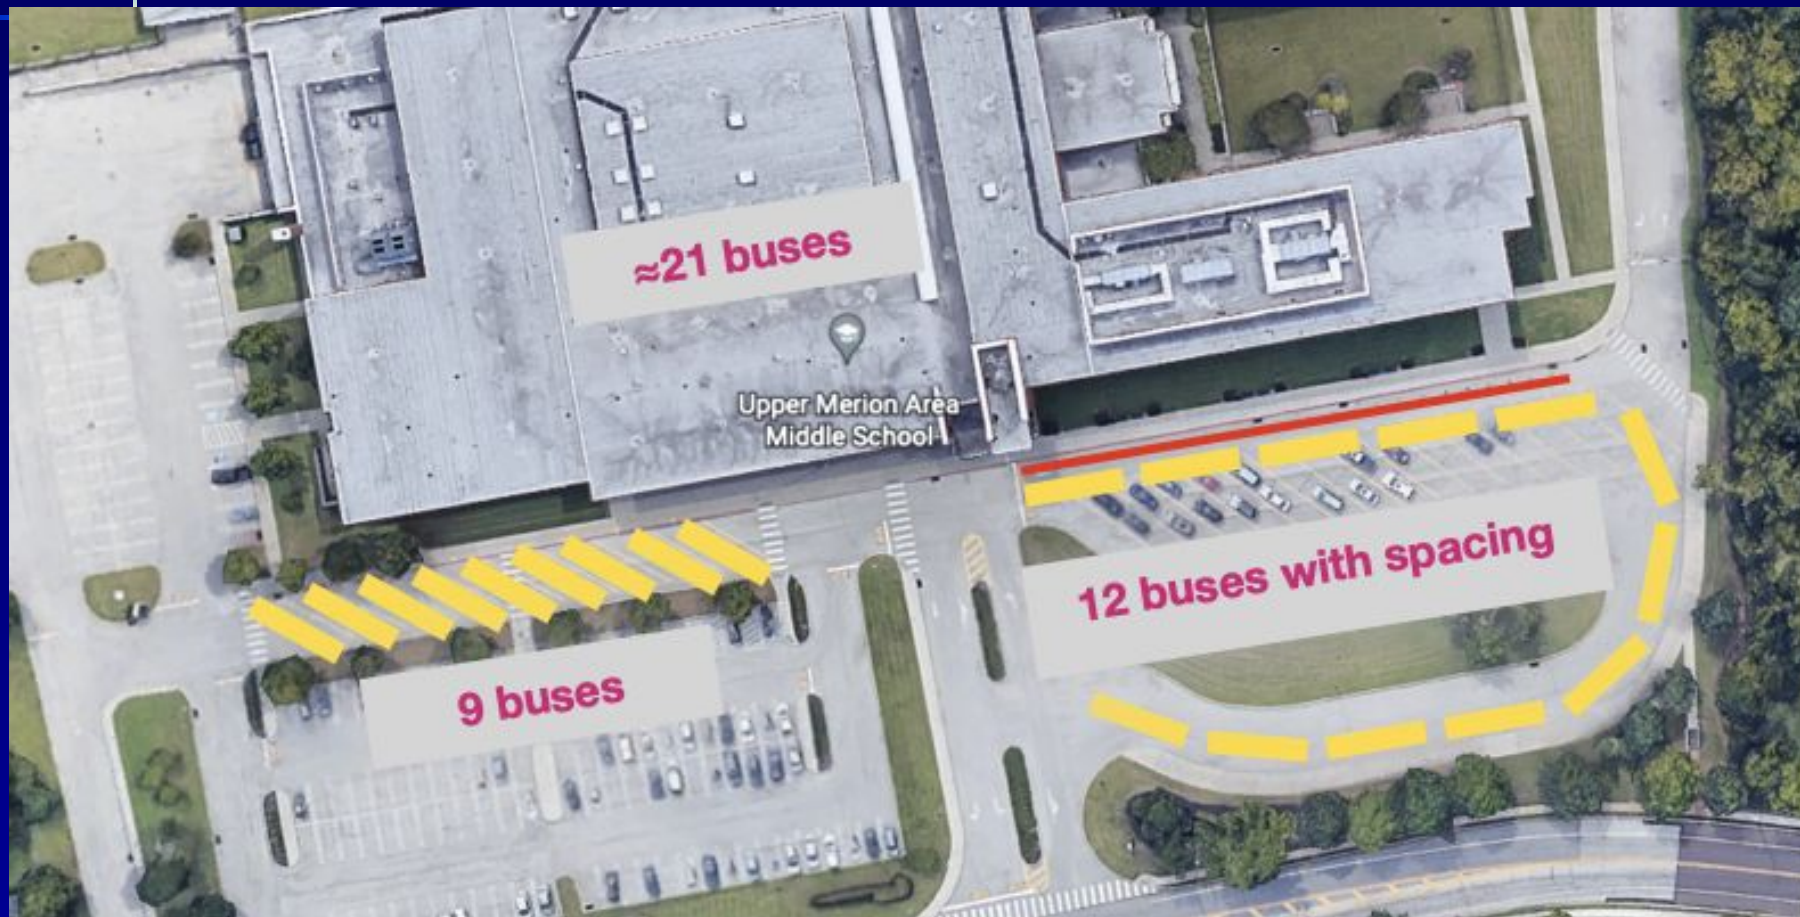 ≈21 buses
Upper Merion Area
Middle School
12 buses with spacing
9 buses